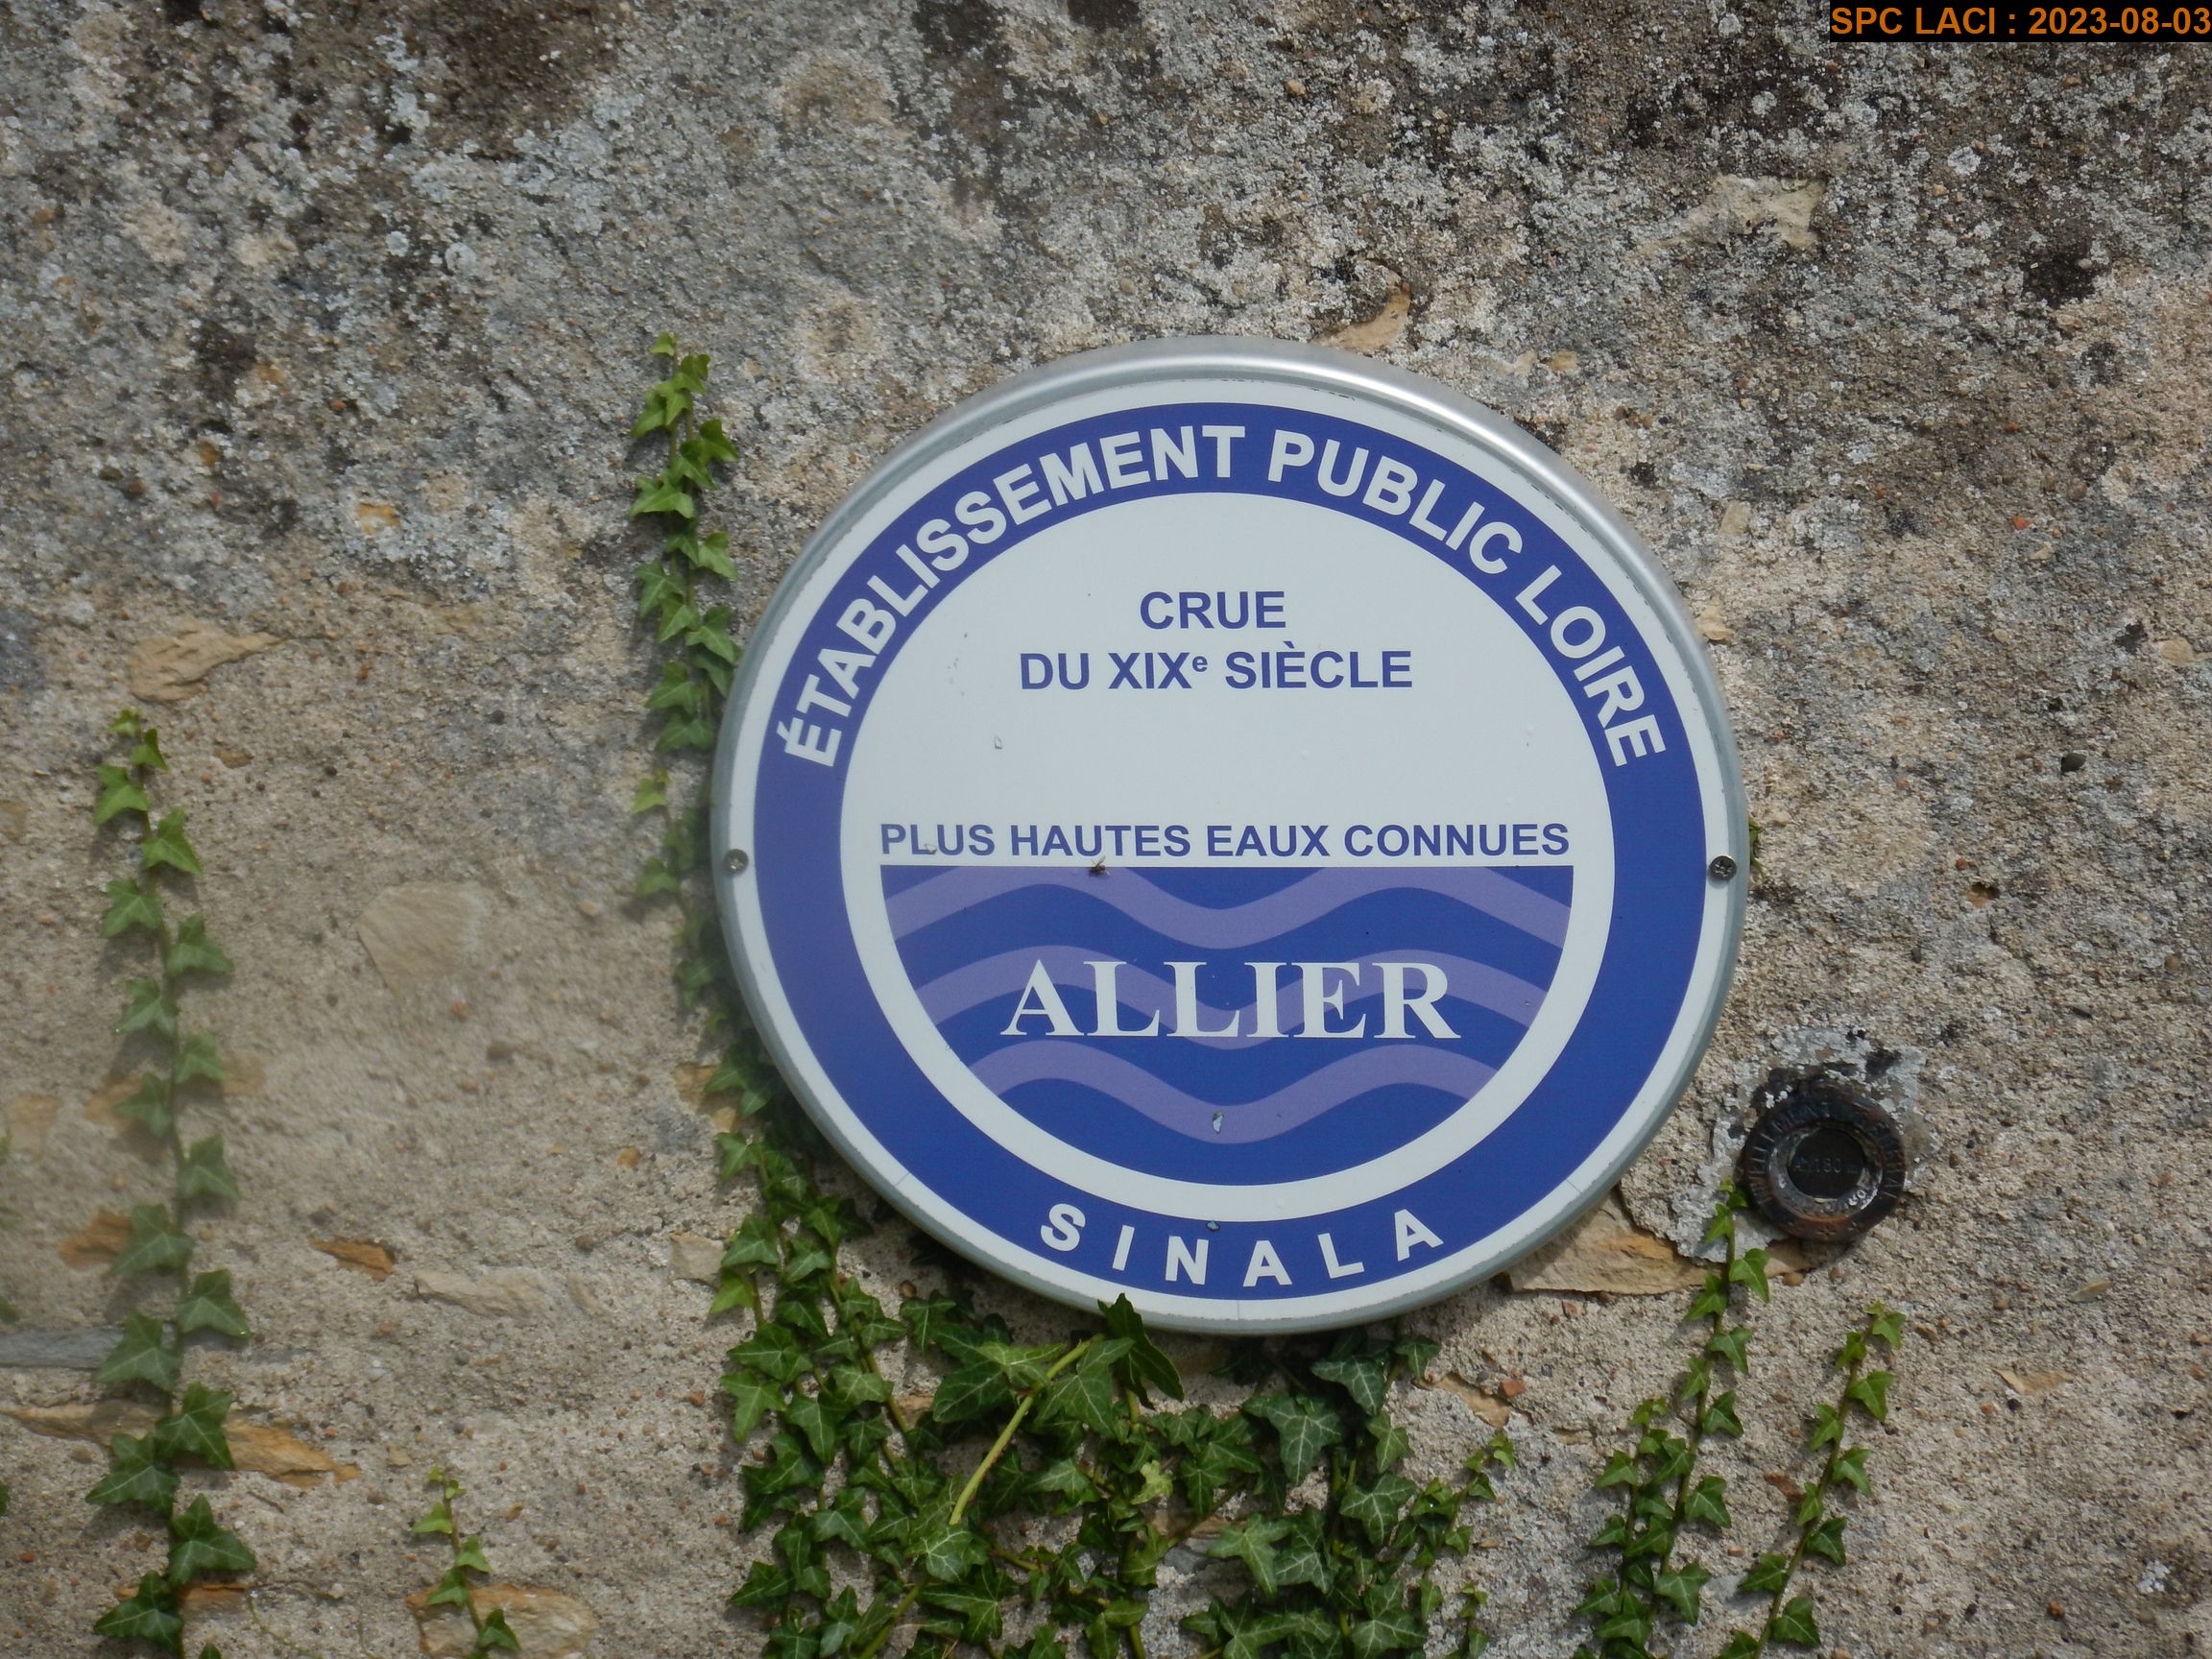 SPC LACI : 2023-08-03
ÉTABLISSEMENT PUBLIC LOIRE
CRUE
DU XIXe SIÈCLE
PLUS HAUTES EAUX CONNUES
ALLIER
SINALA